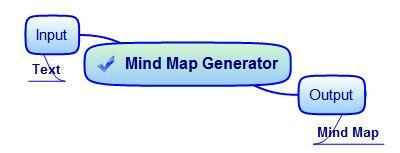 Input
Text
Mind Map Generator
Output
Mind Map